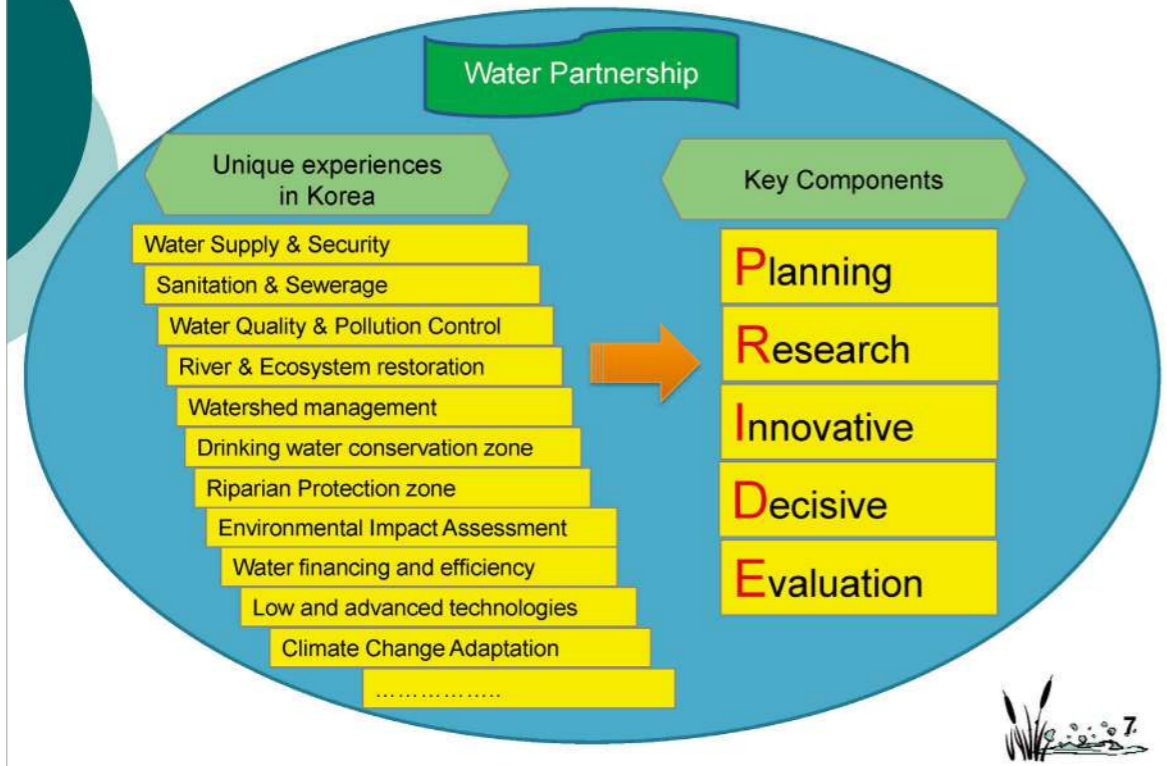 Water Partnership
Unique experiences
in Korea
Water Supply & Security
Sanitation & Sewerage
Water Quality & Pollution Control
River & Ecosystem restoration
Watershed management
Drinking water conservation zone
Riparian Protection zone
Environmental Impact Assessment
Water financing and efficiency
Low and advanced technologies
Climate Change Adaptation
……………..
Key Components
Planning
Research
Innovative
Decisive
Evaluation
7